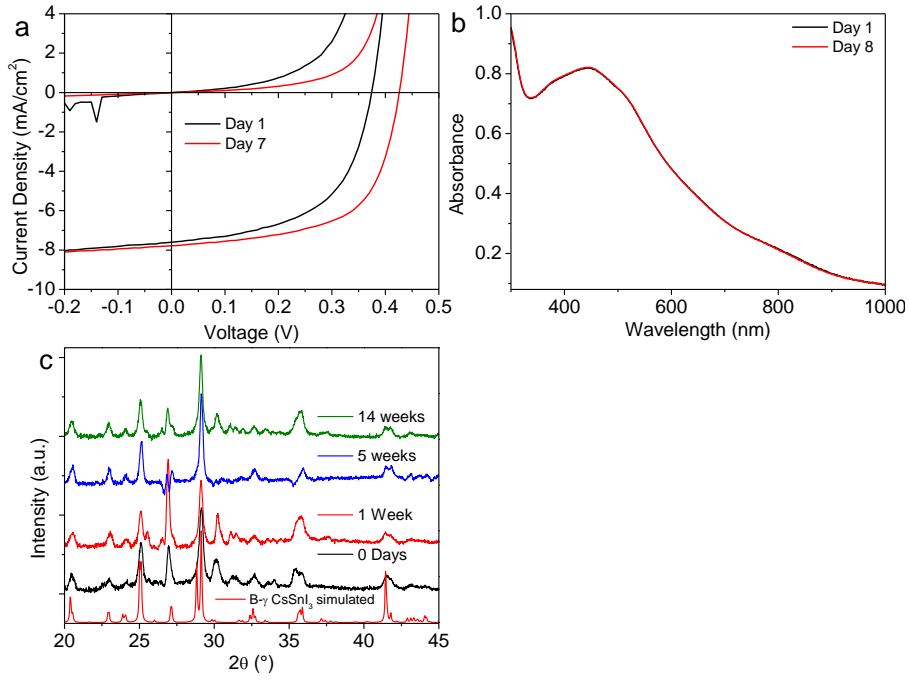 a
4
2
0
-2
-4
-6
-8
-10
Current Density (mA/cm²)
Day 1
Day 7
-0.2 -0.1 0.0 0.1 0.2 0.3 0.4 0.5
Voltage (V)
b
1.0
0.8
0.6
0.4
0.2
Absorbance
Day 1
Day 8
400 600 800 1000
Wavelength (nm)
c
Intensity (a.u.)
14 weeks
5 weeks
1 Week
0 Days
B-γ CsSnI₃ simulated
20 25 30 35 40 45
2θ (°)